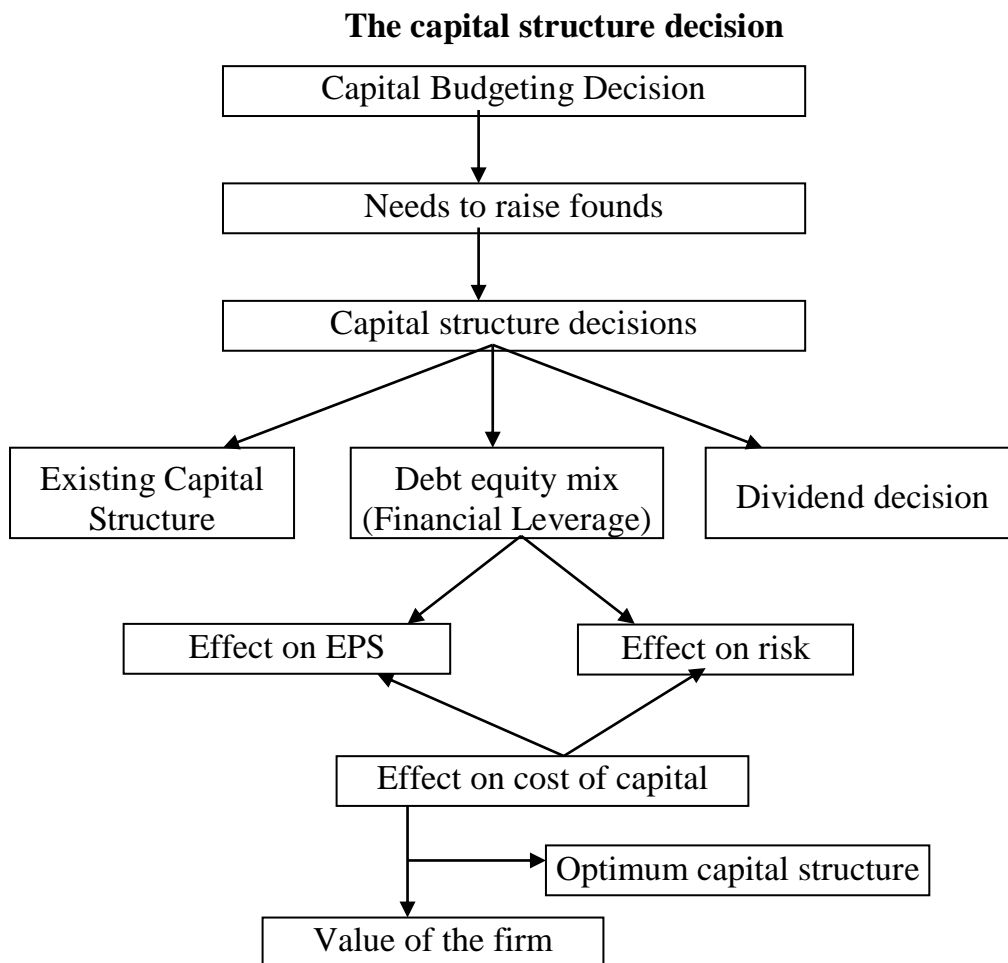 The capital structure decision
Capital Budgeting Decision
Needs to raise founds
Capital structure decisions
Existing Capital
Structure
Debt equity mix
(Financial Leverage)
Dividend decision
Effect on EPS
Effect on risk
Effect on cost of capital
Optimum capital structure
Value of the firm